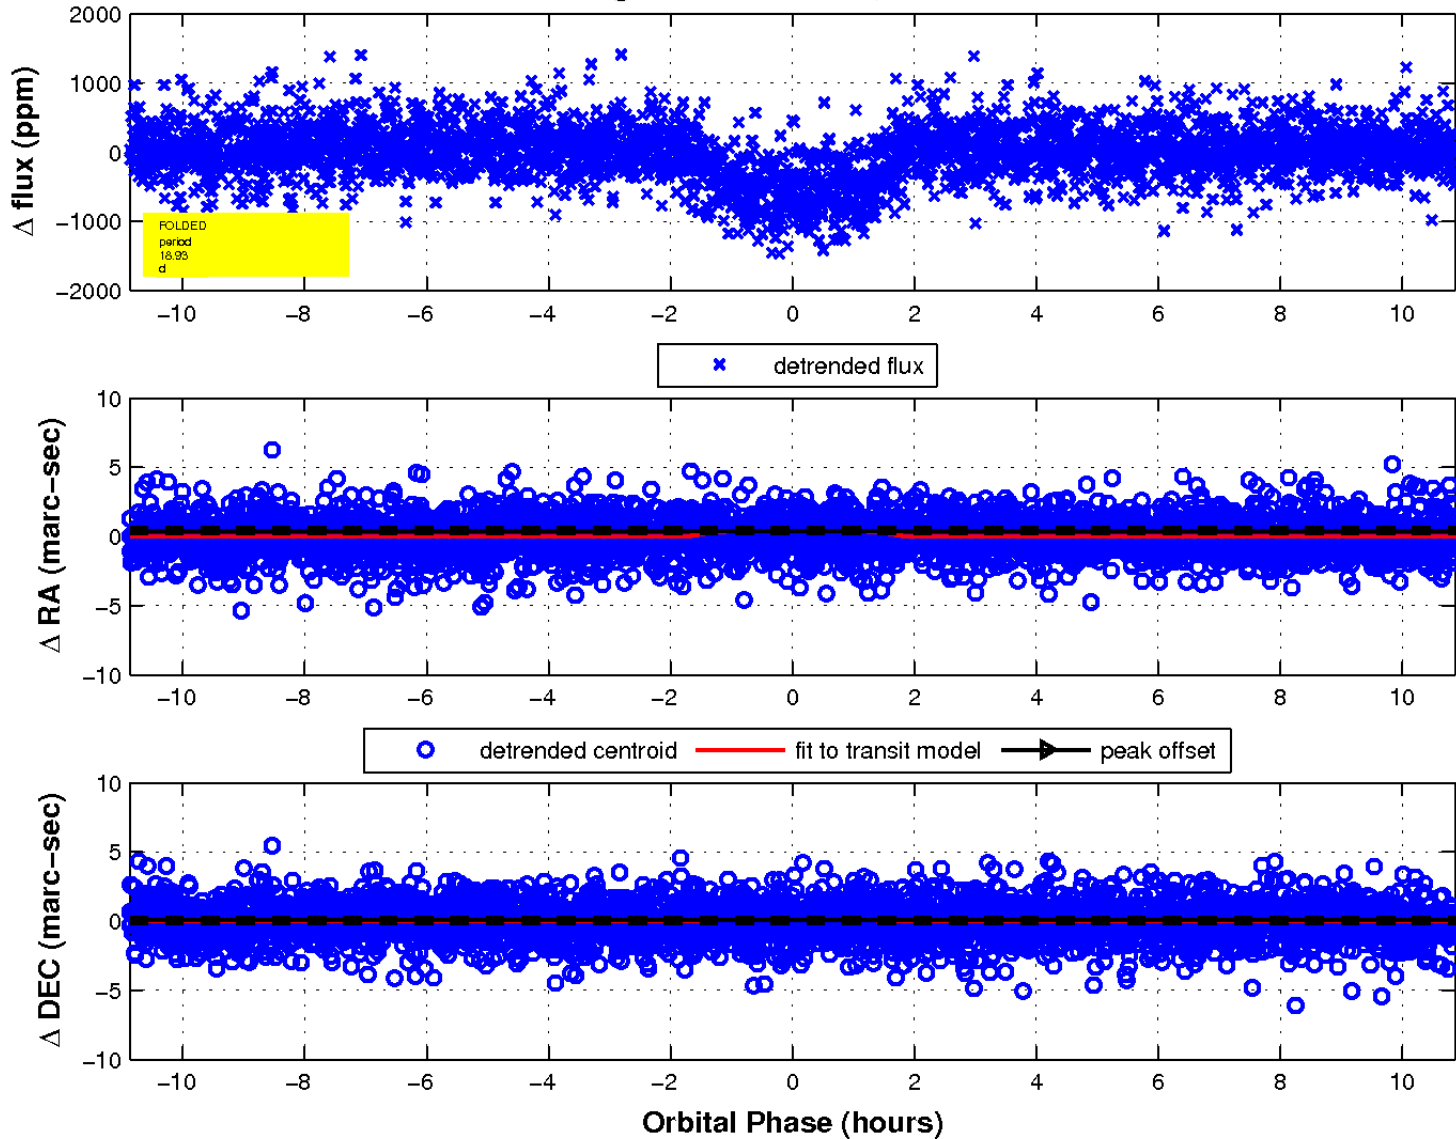 2000
1000
0
−1000
−2000
Δ flux (ppm)
FOLDED
period
18.93
d
−10 −8 −6 −4 −2 0 2 4 6 8 10
detrended flux
10
5
0
−5
−10
Δ RA (marc−sec)
−10 −8 −6 −4 −2 0 2 4 6 8 10
detrended centroid fit to transit model peak offset
10
5
0
−5
−10
Δ DEC (marc−sec)
−10 −8 −6 −4 −2 0 2 4 6 8 10
Orbital Phase (hours)